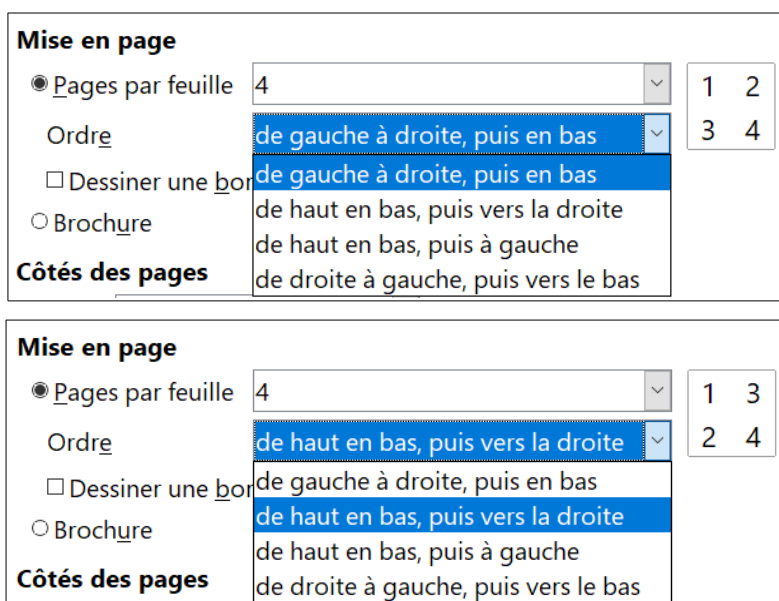 Mise en page
Pages par feuille 4 1 2
Ordre de gauche à droite, puis en bas 3 4
Dessiner une bor de gauche à droite, puis en bas
de haut en bas, puis vers la droite
Brochure de haut en bas, puis à gauche
Côtés des pages de droite à gauche, puis vers le bas
Mise en page
Pages par feuille 4 1 3
Ordre de haut en bas, puis vers la droite 2 4
de gauche à droite, puis en bas
Dessiner une bor de haut en bas, puis vers la droite
Brochure de haut en bas, puis à gauche
Côtés des pages de droite à gauche, puis vers le bas